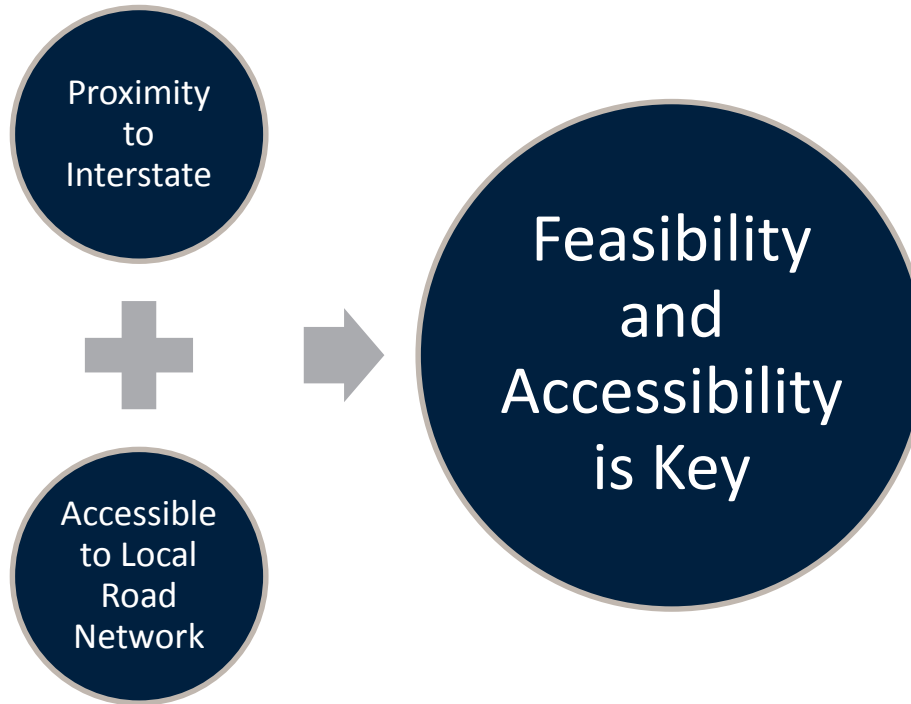 Proximity
to
Interstate
Accessible
to Local
Road
Network
Feasibility
and
Accessibility
is Key